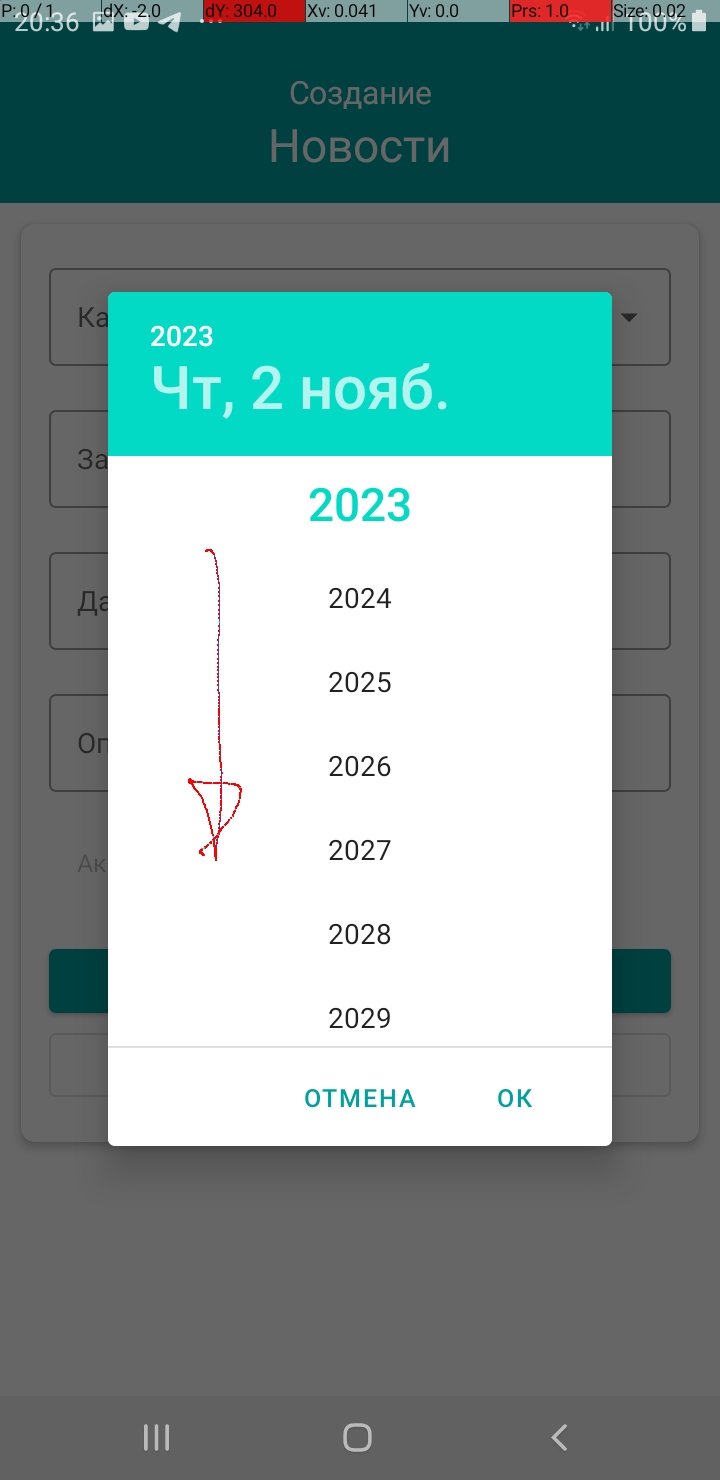 P: 0 / 1 dX: -2.0 dY: 304.0 Xv: 0.041 Yv: 0.0 Prs: 1.0 Size: 0.02
20:36 100%
Создание
Новости
Ка
2023
Чт, 2 нояб.
За
2023
Да
2024
2025
Оп
2026
2027
Ак
2028
2029
ОТМЕНА ОК